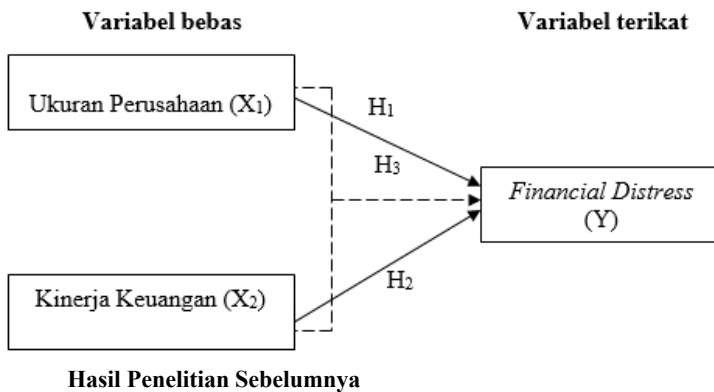 Variabel bebas
Variabel terikat
Ukuran Perusahaan (X₁)
H₁
H₃
Financial Distress
(Y)
Kinerja Keuangan (X₂)
H₂
Hasil Penelitian Sebelumnya